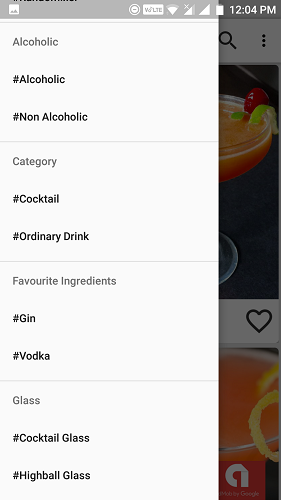 VoLTE 12:04 PM
Alcoholic
#Alcoholic
#Non Alcoholic
Category
#Cocktail
#Ordinary Drink
Favourite Ingredients
#Gin
#Vodka
Glass
#Cocktail Glass
#Highball Glass